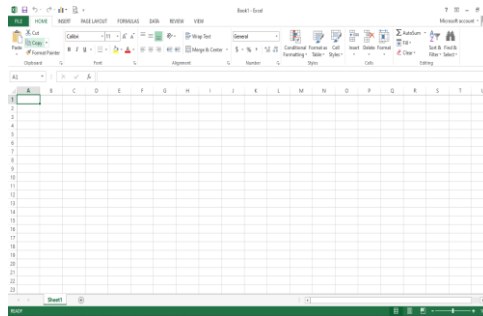 Book1 - Excel
FILE HOME INSERT PAGE LAYOUT FORMULAS DATA REVIEW VIEW Microsoft account
Cut
Copy
Format Painter
Paste
Calibri 11
B I U
Wrap Text
Merge & Center
General
$ % ,
Conditional Formatting
Format as Table
Cell Styles
Insert Delete Format
AutoSum
Fill
Clear
Sort & Filter
Find & Select
Clipboard Font Alignment Number Styles Cells Editing
A1 fx
A B C D E F G H I J K L M N O P Q R S T
1
2
3
4
5
6
7
8
9
10
11
12
13
14
15
16
17
18
19
20
21
22
23
Sheet1
READY